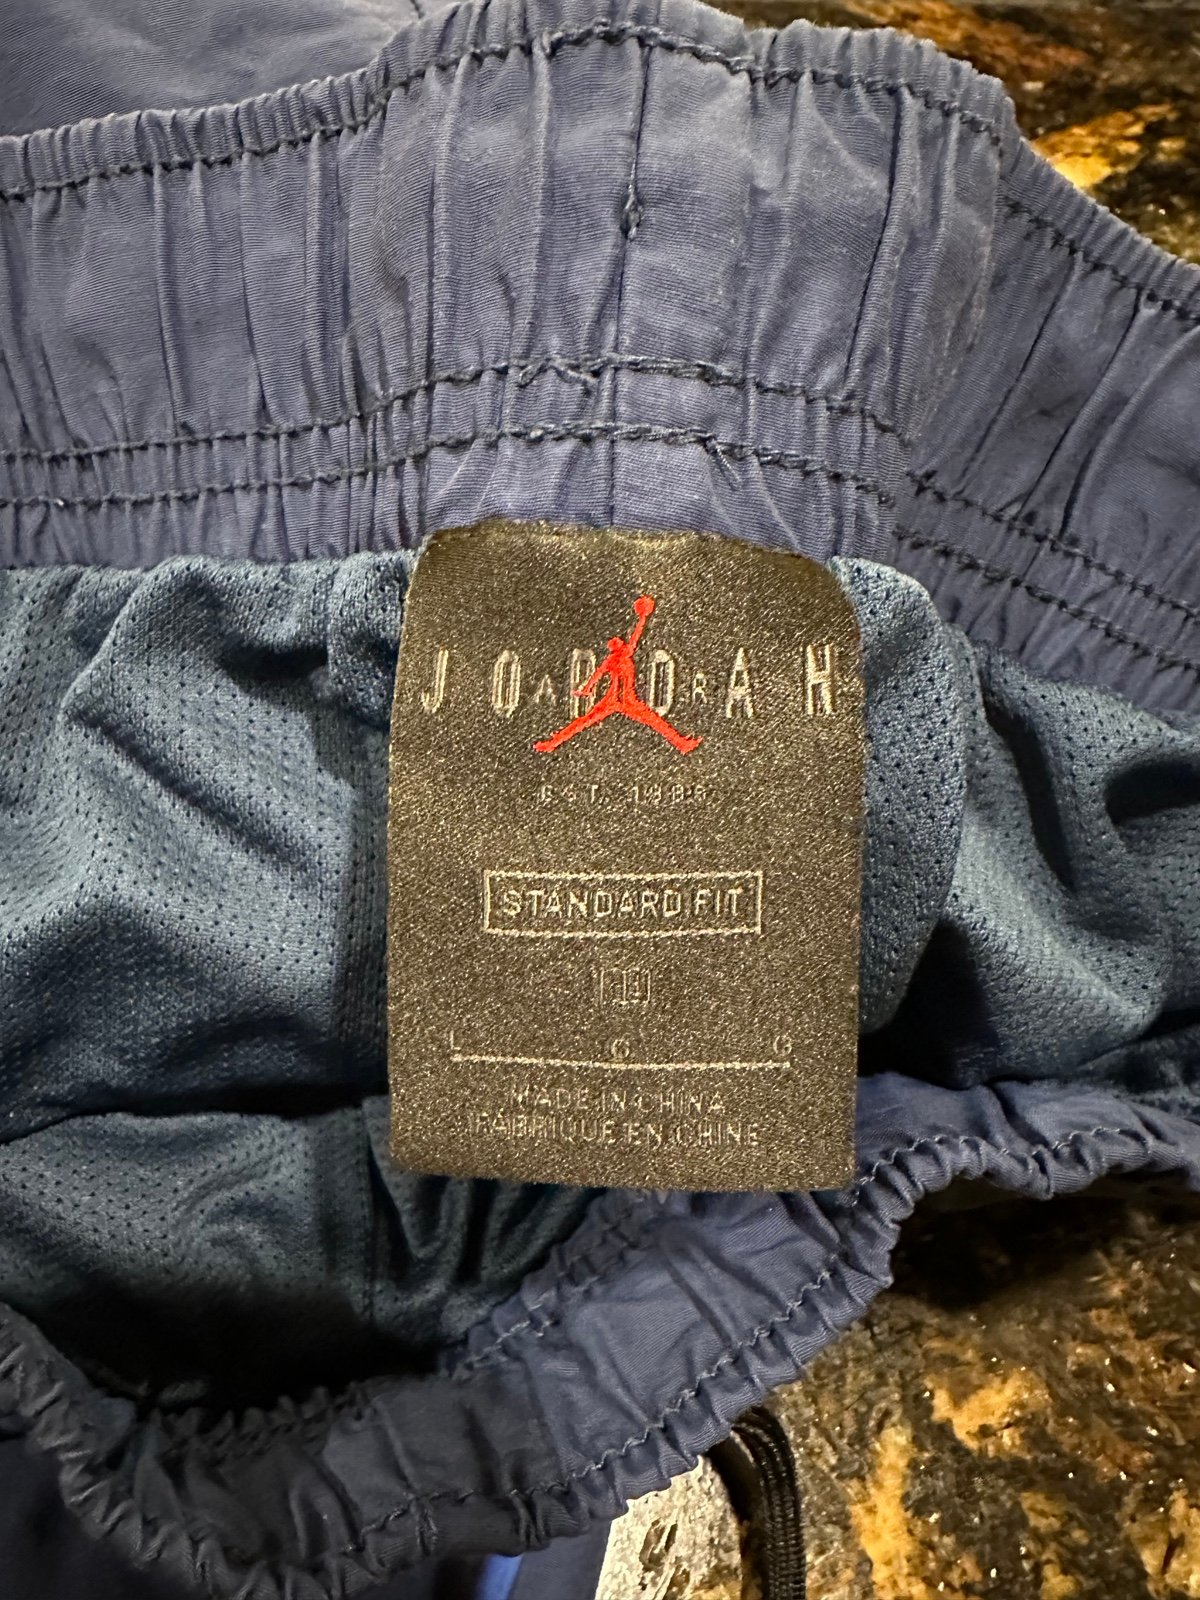 JORDAN
AIR
EST. 1985
STANDARD FIT
L G G
MADE IN CHINA
FABRIQUE EN CHINE